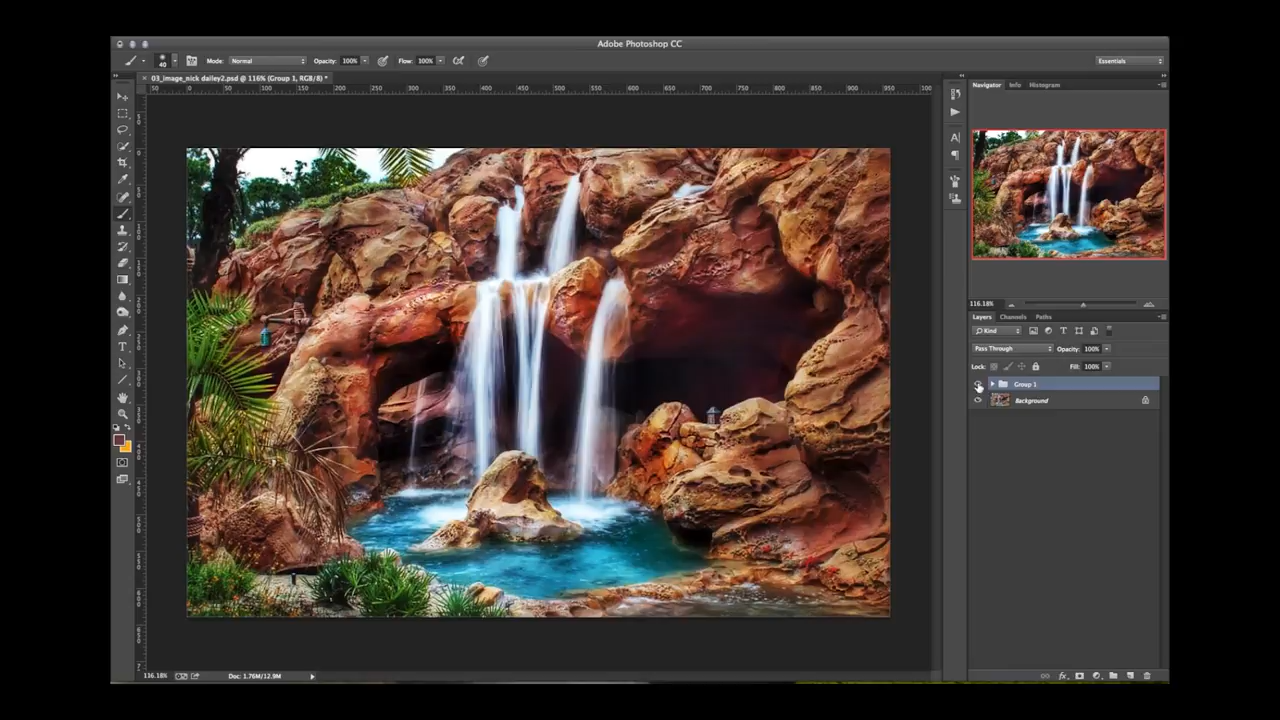 Adobe Photoshop CC
40 Mode: Normal Opacity: 100% Flow: 100% Essentials
03_image_nick dailey2.psd @ 116% (Group 1, RGB/8) *
Navigator Info Histogram
50 0 50 100 150 200 250 300 350 400 450 500 550 600 650 700 750 800 850 900 950 100
116.18%
Layers Channels Paths
Kind
Pass Through Opacity: 100%
Lock: Fill: 100%
Group 1
Background
116.18% Doc: 1.76M/12.9M